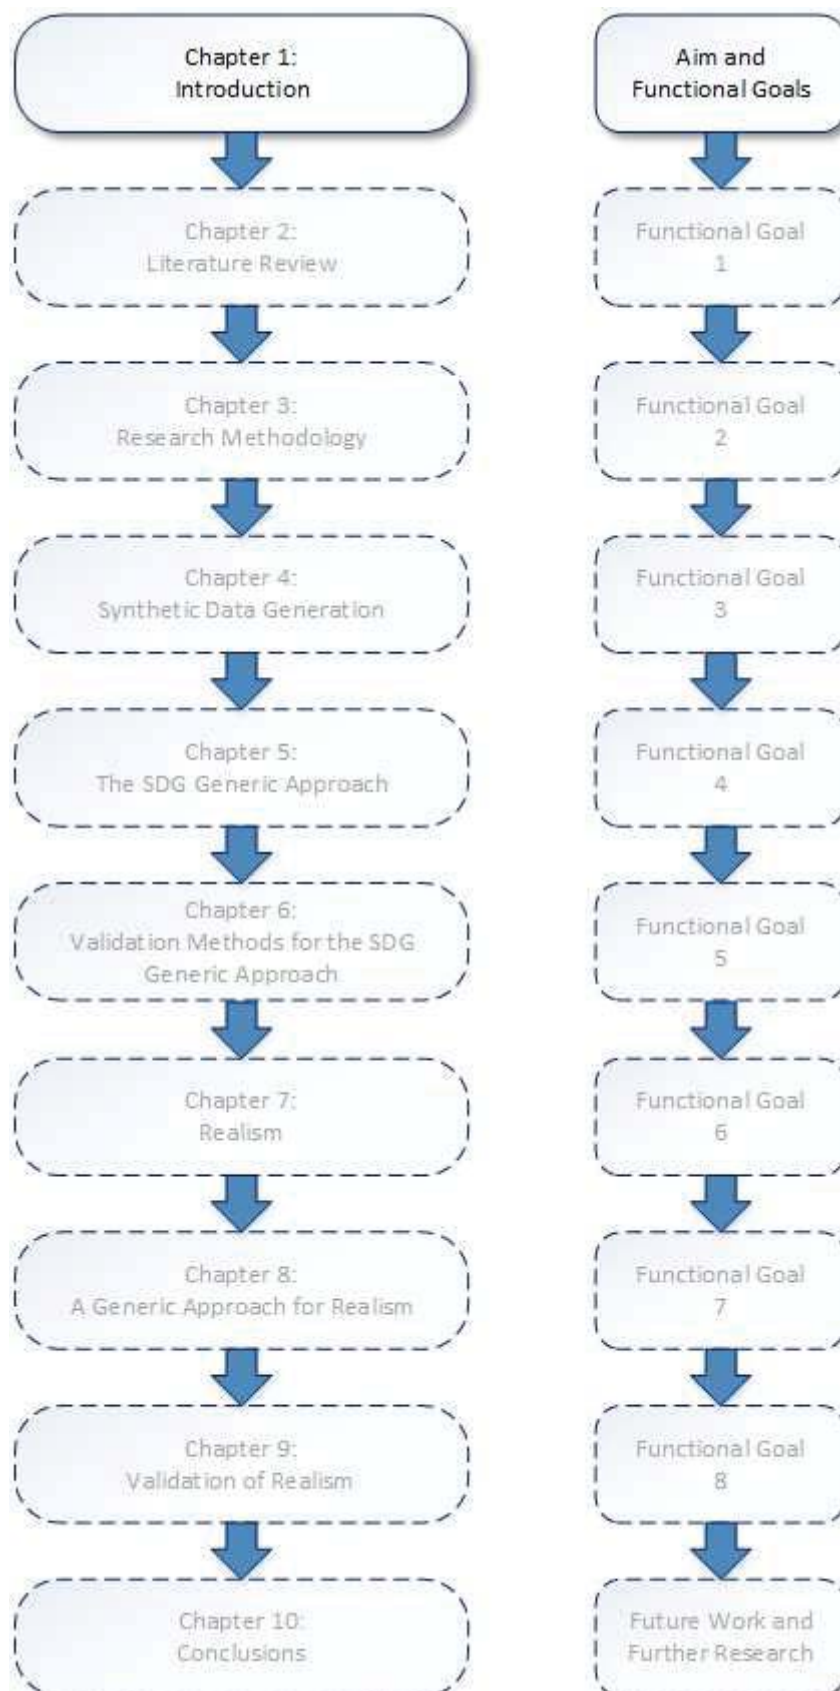 Chapter 1:
Introduction
Aim and
Functional Goals
Chapter 2:
Literature Review
Functional Goal
1
Chapter 3:
Research Methodology
Functional Goal
2
Chapter 4:
Synthetic Data Generation
Functional Goal
3
Chapter 5:
The SDG Generic Approach
Functional Goal
4
Chapter 6:
Validation Methods for the SDG
Generic Approach
Functional Goal
5
Chapter 7:
Realism
Functional Goal
6
Chapter 8:
A Generic Approach for Realism
Functional Goal
7
Chapter 9:
Validation of Realism
Functional Goal
8
Chapter 10:
Conclusions
Future Work and
Further Research